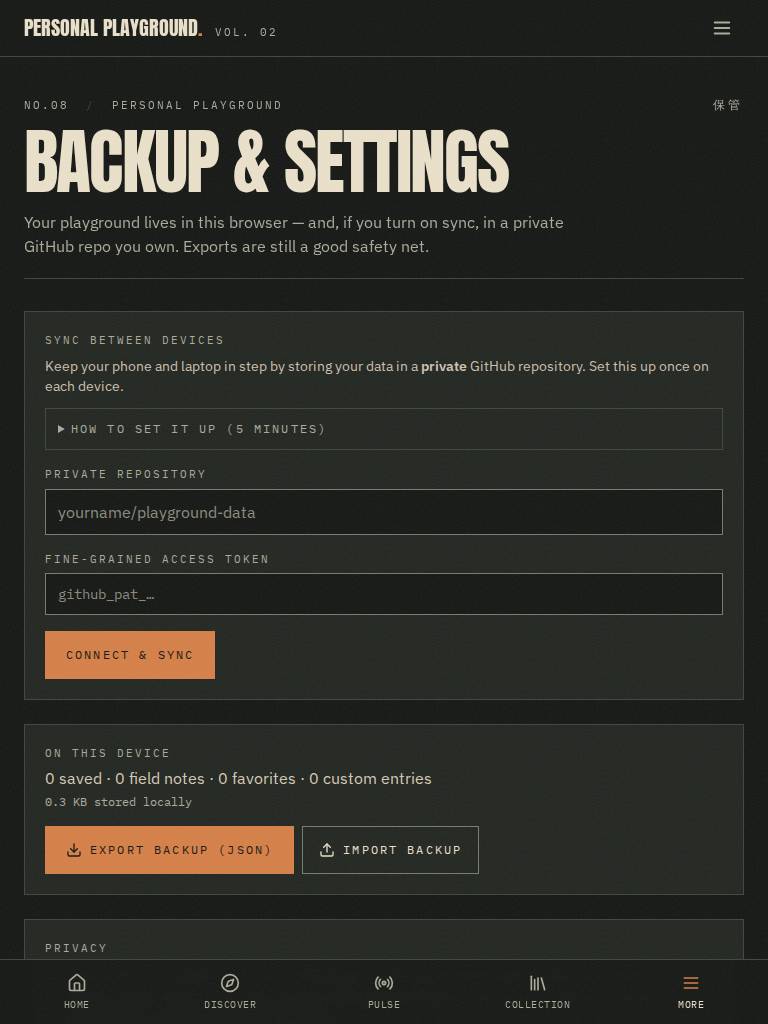 PERSONAL PLAYGROUND. VOL. 02
NO.08 / PERSONAL PLAYGROUND 保管
BACKUP & SETTINGS
Your playground lives in this browser — and, if you turn on sync, in a private
GitHub repo you own. Exports are still a good safety net.
SYNC BETWEEN DEVICES
Keep your phone and laptop in step by storing your data in a private GitHub repository. Set this up once on
each device.
HOW TO SET IT UP (5 MINUTES)
PRIVATE REPOSITORY
yourname/playground-data
FINE-GRAINED ACCESS TOKEN
github_pat_…
CONNECT & SYNC
ON THIS DEVICE
0 saved · 0 field notes · 0 favorites · 0 custom entries
0.3 KB stored locally
EXPORT BACKUP (JSON) IMPORT BACKUP
PRIVACY
HOME DISCOVER PULSE COLLECTION MORE